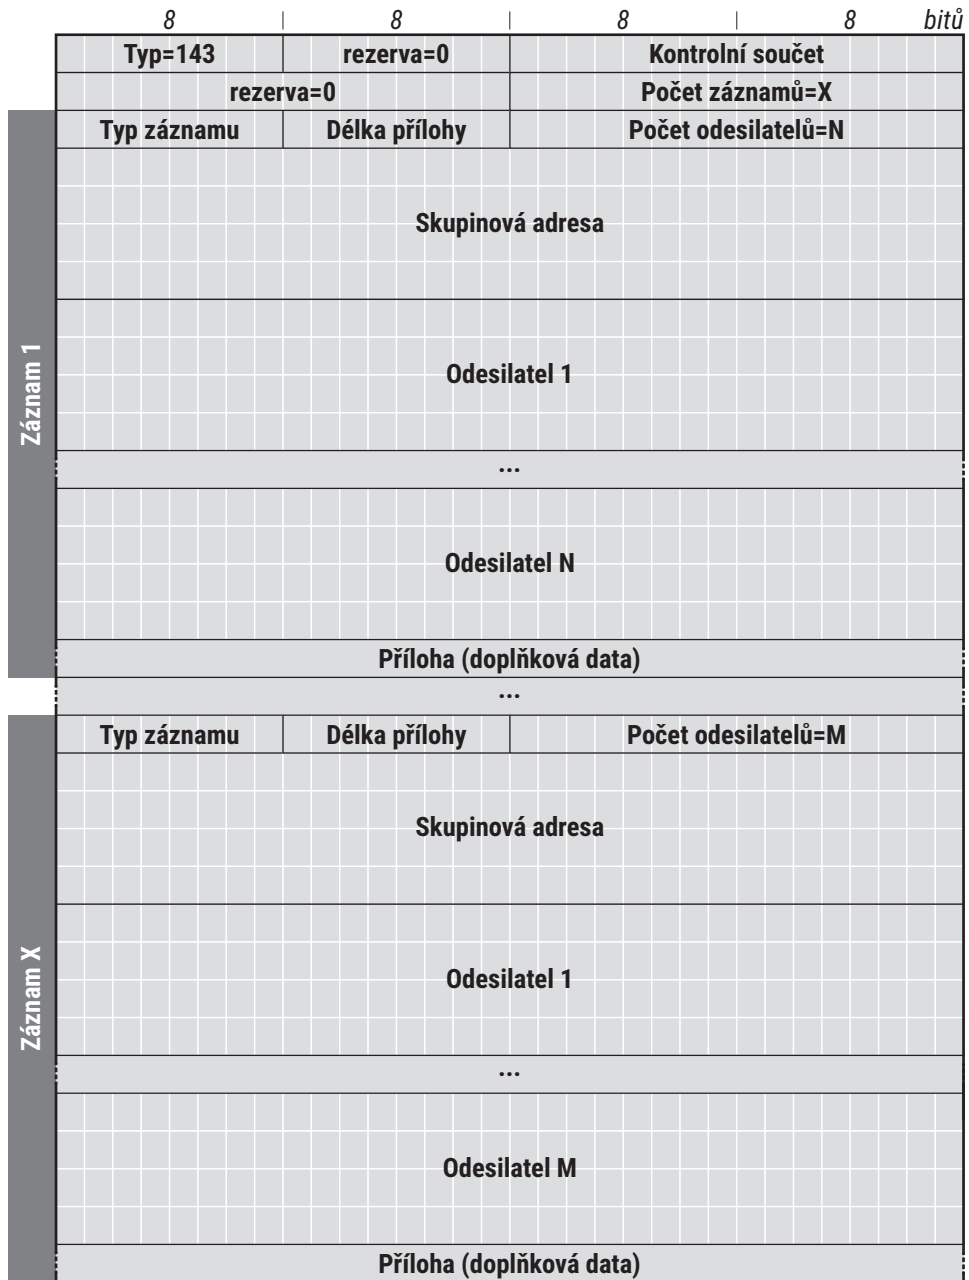 8 8 8 8 bitů
Typ=143 rezerva=0 Kontrolní součet
rezerva=0 Počet záznamů=X
Typ záznamu Délka přílohy Počet odesilatelů=N
Skupinová adresa
Záznam 1
Odesilatel 1
...
Odesilatel N
Příloha (doplňková data)
...
Typ záznamu Délka přílohy Počet odesilatelů=M
Skupinová adresa
Záznam X
Odesilatel 1
...
Odesilatel M
Příloha (doplňková data)